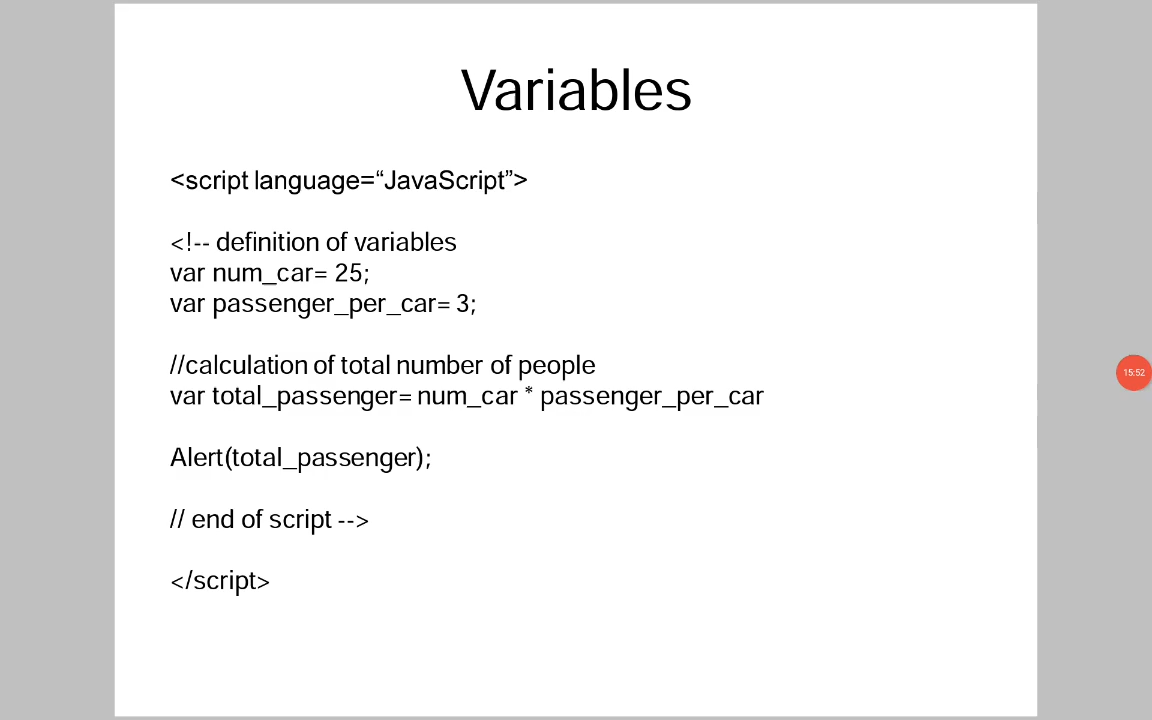 Variables
<script language=“JavaScript”>
<!-- definition of variables
var num_car= 25;
var passenger_per_car= 3;
//calculation of total number of people
var total_passenger= num_car * passenger_per_car
Alert(total_passenger);
// end of script -->
</script>
15:52